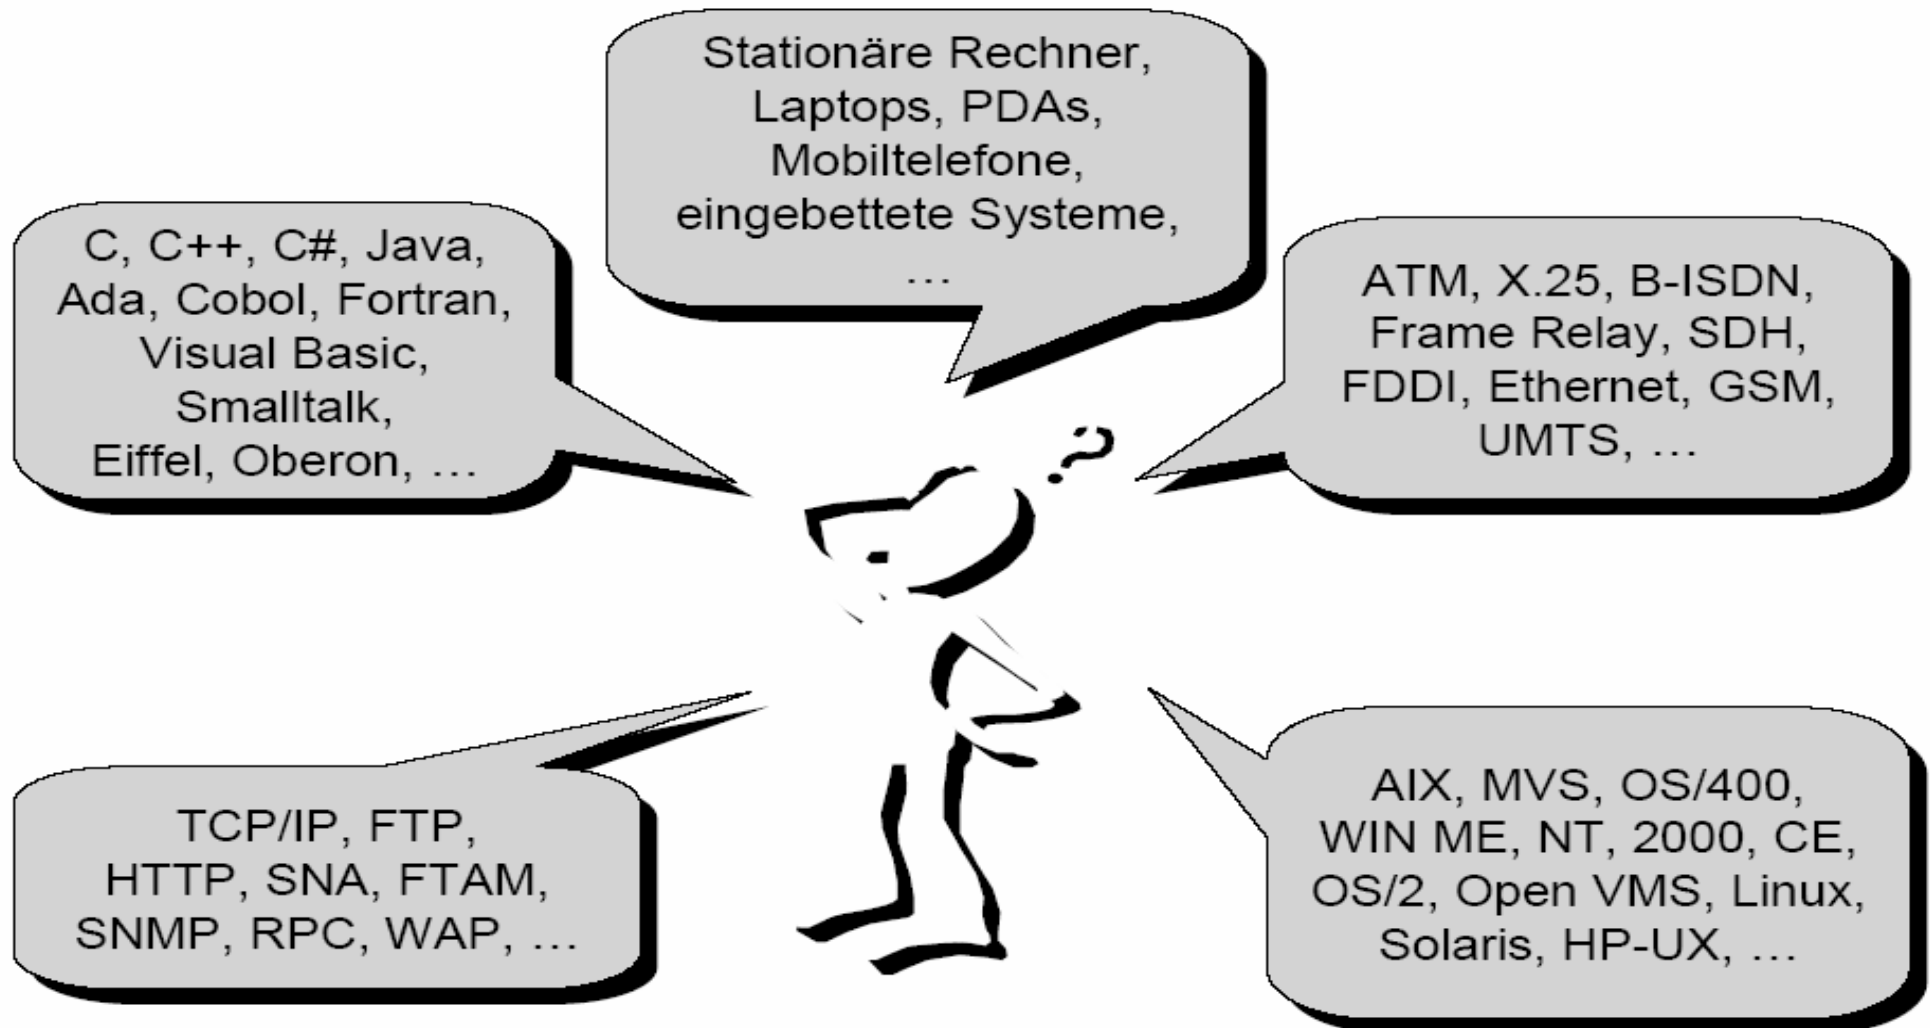 Stationäre Rechner,
Laptops, PDAs,
Mobiltelefone,
eingebettete Systeme,
...
C, C++, C#, Java,
Ada, Cobol, Fortran,
Visual Basic,
Smalltalk,
Eiffel, Oberon, ...
ATM, X.25, B-ISDN,
Frame Relay, SDH,
FDDI, Ethernet, GSM,
UMTS, ...
?
TCP/IP, FTP,
HTTP, SNA, FTAM,
SNMP, RPC, WAP, ...
AIX, MVS, OS/400,
WIN ME, NT, 2000, CE,
OS/2, Open VMS, Linux,
Solaris, HP-UX, ...